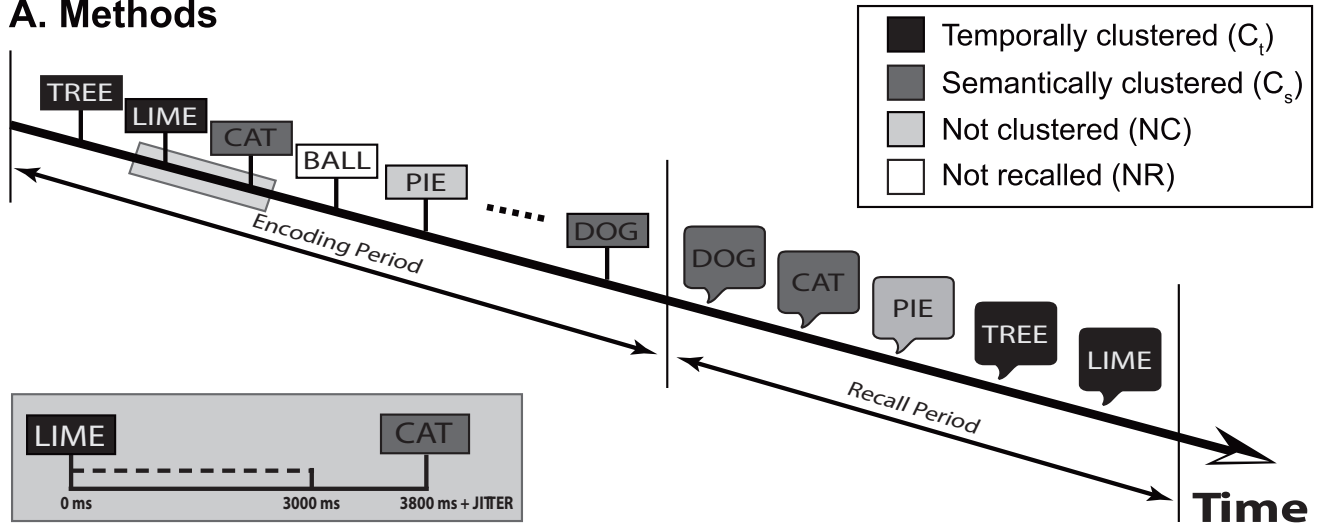 A. Methods
Temporally clustered (Ct)
Semantically clustered (Cs)
Not clustered (NC)
Not recalled (NR)
TREE
LIME
CAT
BALL
PIE
DOG
Encoding Period
DOG
CAT
PIE
TREE
LIME
Recall Period
LIME
CAT
0 ms
3000 ms
3800 ms + JITTER
Time